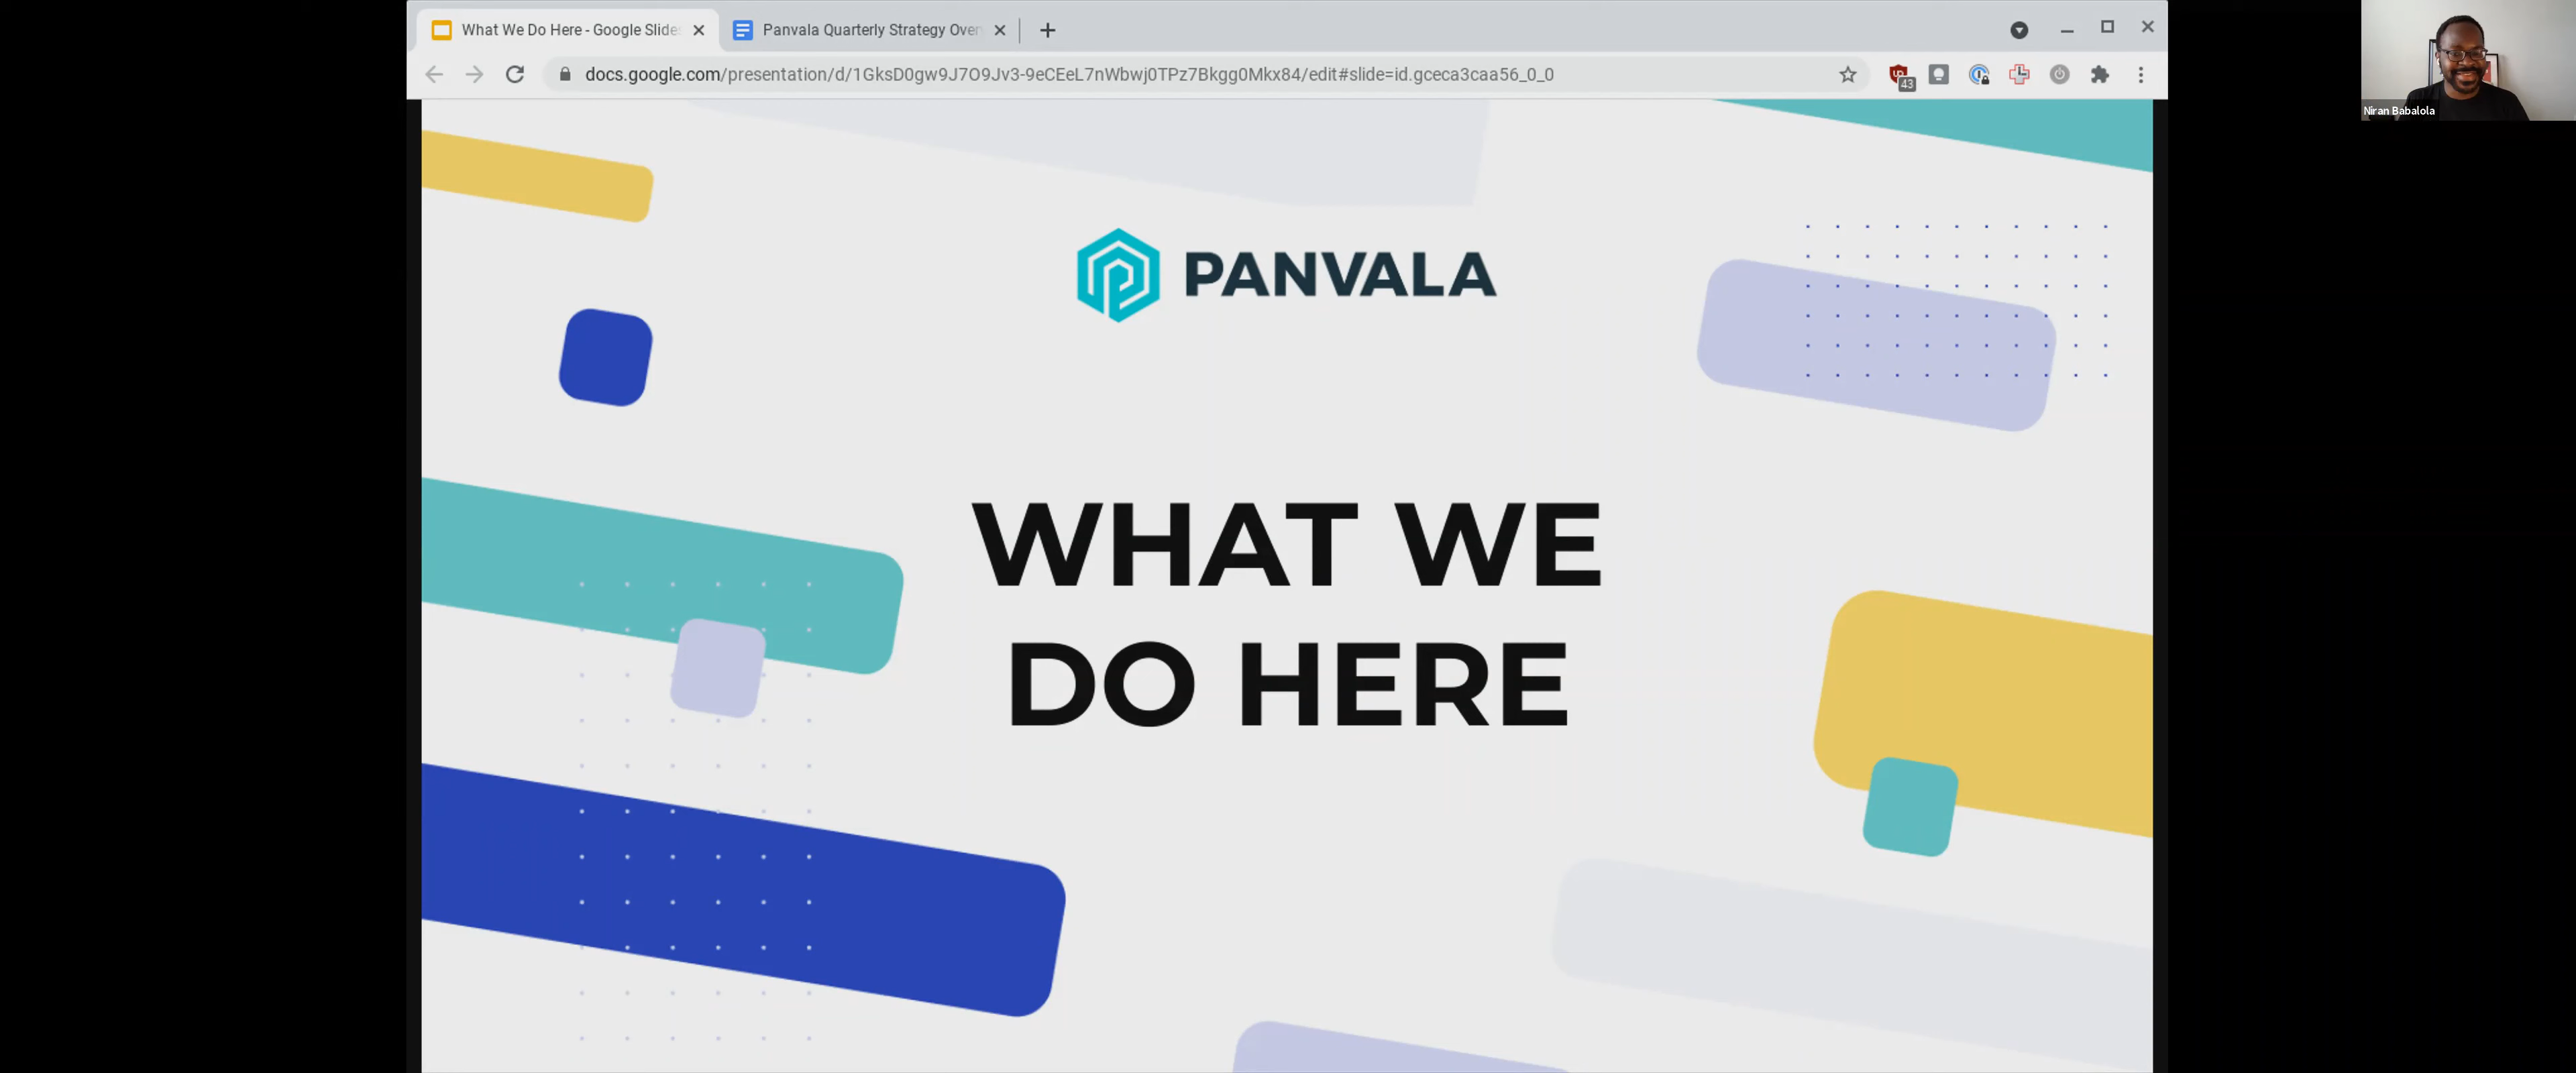 What We Do Here - Google Slide
Panvala Quarterly Strategy Over
docs.google.com/presentation/d/1GksD0gw9J7O9Jv3-9eCEeL7nWbwj0TPz7Bkgg0Mkx84/edit#slide=id.gceca3caa56_0_0
43
Niran Babalola
PANVALA
WHAT WE
DO HERE